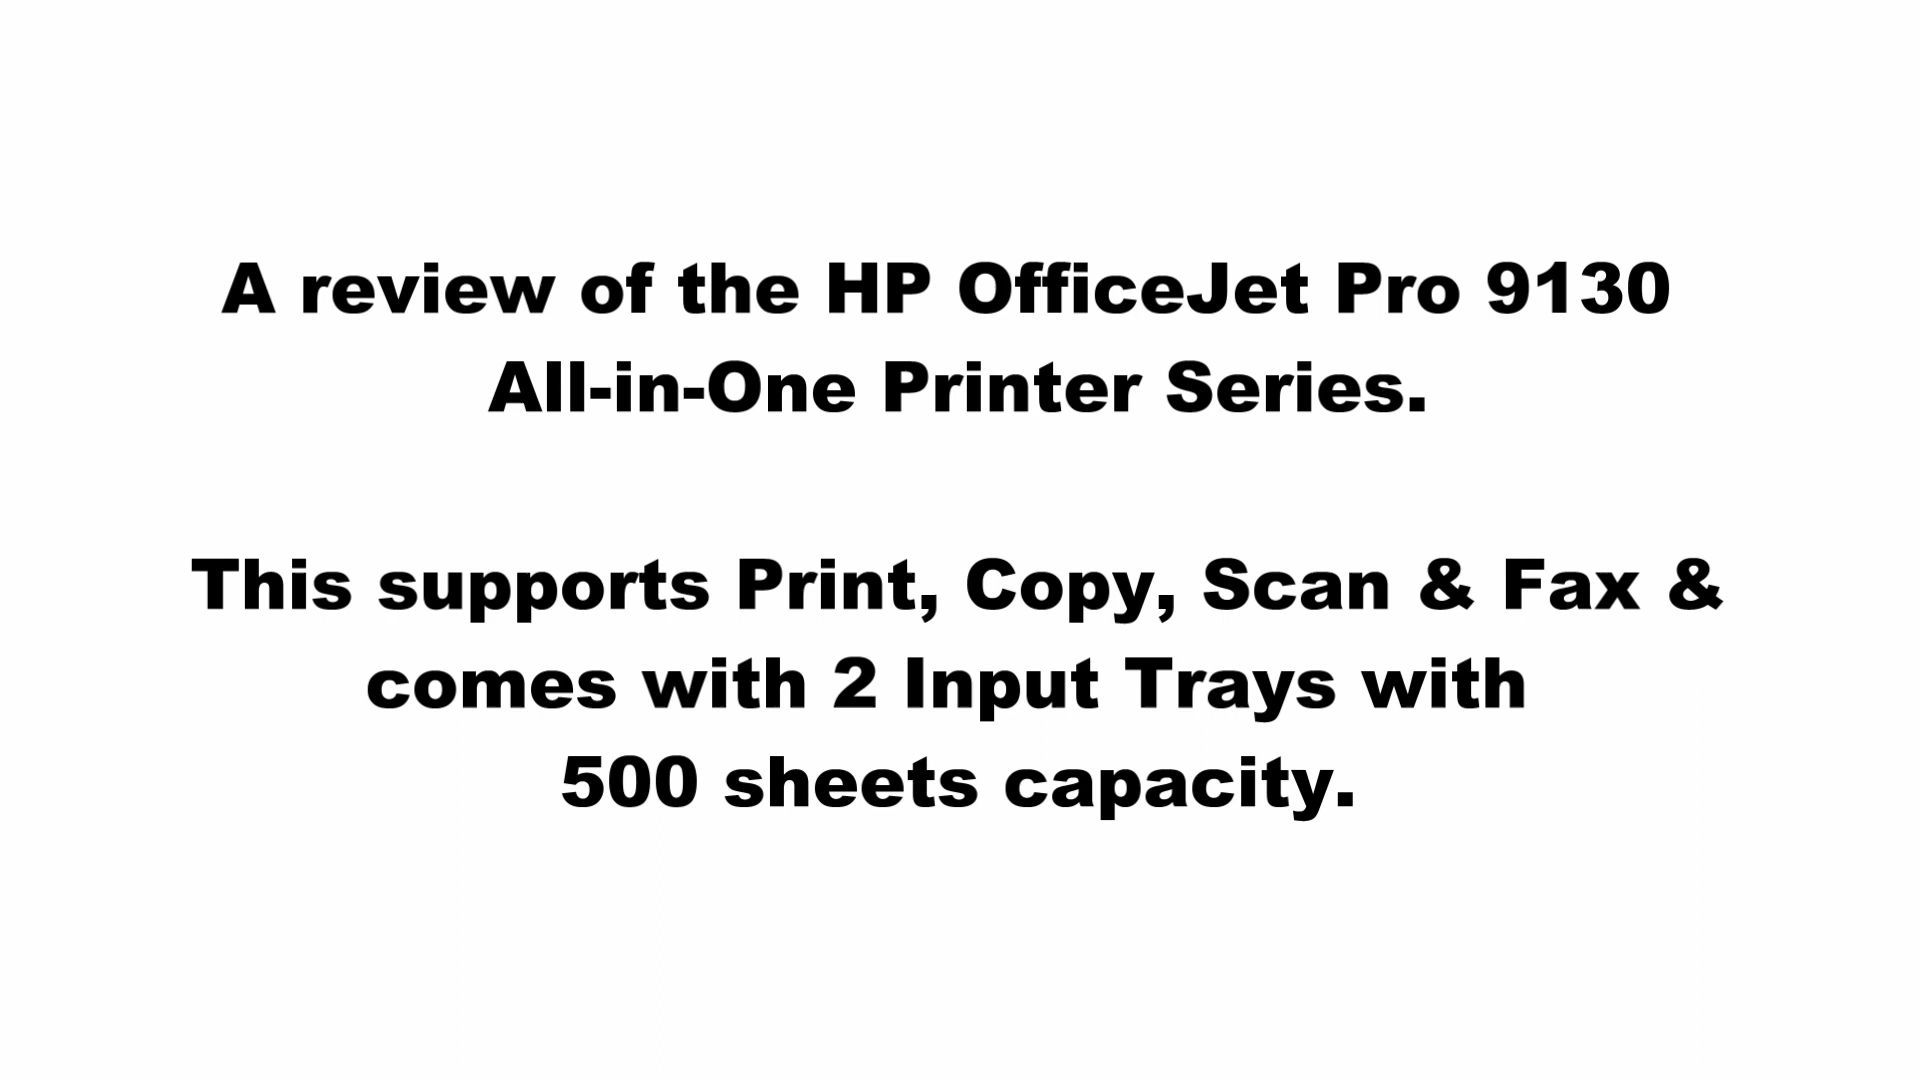 A review of the HP OfficeJet Pro 9130
All-in-One Printer Series.
This supports Print, Copy, Scan & Fax &
comes with 2 Input Trays with
500 sheets capacity.